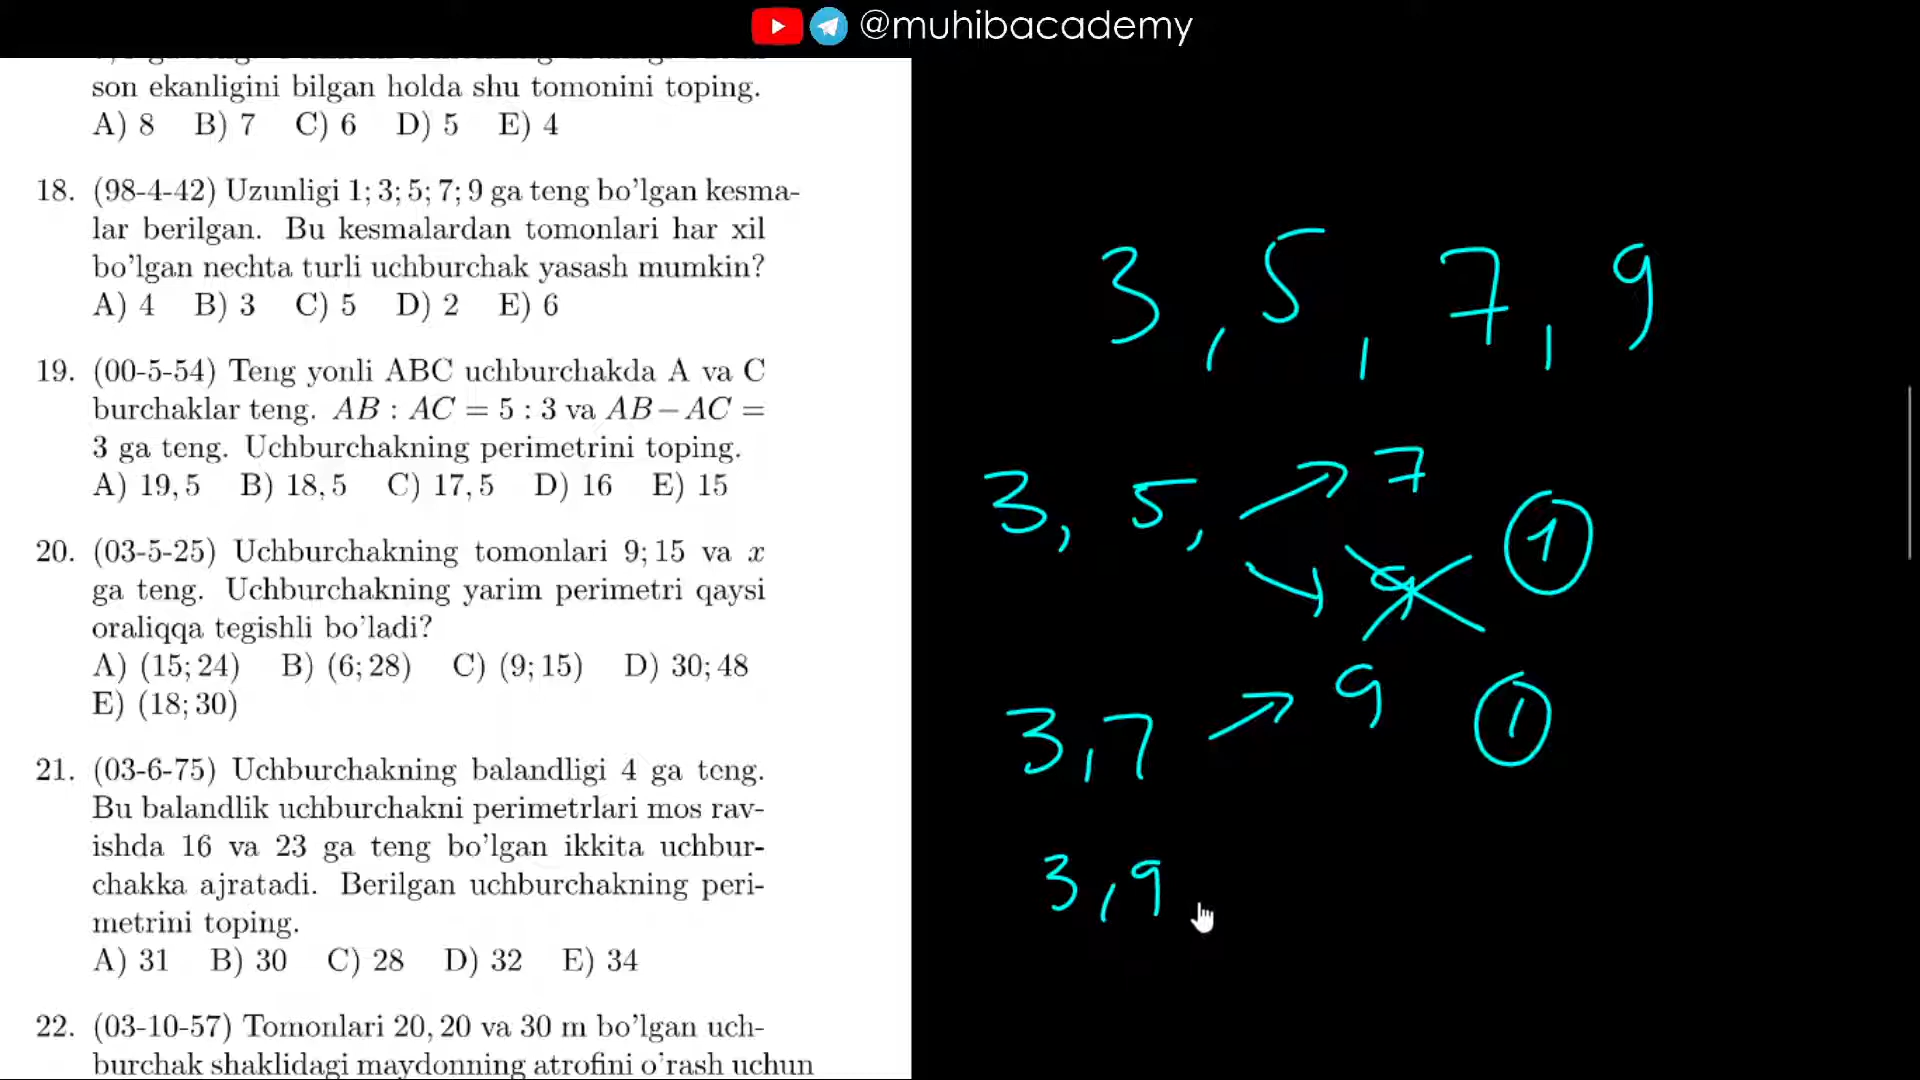 @muhibacademy
son ekanligini bilgan holda shu tomonini toping.
A) 8 B) 7 C) 6 D) 5 E) 4
18. (98-4-42) Uzunligi 1; 3; 5; 7; 9 ga teng bo'lgan kesma-
lar berilgan. Bu kesmalardan tomonlari har xil
bo'lgan nechta turli uchburchak yasash mumkin?
A) 4 B) 3 C) 5 D) 2 E) 6
19. (00-5-54) Teng yonli ABC uchburchakda A va C
burchaklar teng. AB : AC = 5 : 3 va AB − AC =
3 ga teng. Uchburchakning perimetrini toping.
A) 19, 5 B) 18, 5 C) 17, 5 D) 16 E) 15
20. (03-5-25) Uchburchakning tomonlari 9; 15 va x
ga teng. Uchburchakning yarim perimetri qaysi
oraliqqa tegishli bo'ladi?
A) (15; 24) B) (6; 28) C) (9; 15) D) 30; 48
E) (18; 30)
21. (03-6-75) Uchburchakning balandligi 4 ga teng.
Bu balandlik uchburchakni perimetrlari mos rav-
ishda 16 va 23 ga teng bo'lgan ikkita uchbur-
chakka ajratadi. Berilgan uchburchakning peri-
metrini toping.
A) 31 B) 30 C) 28 D) 32 E) 34
22. (03-10-57) Tomonlari 20, 20 va 30 m bo'lgan uch-
burchak shaklidagi maydonning atrofini o'rash uchun
3, 5, 7, 9
3, 5, → 7
→ 9 ①
3, 7 → 9 ①
3, 9